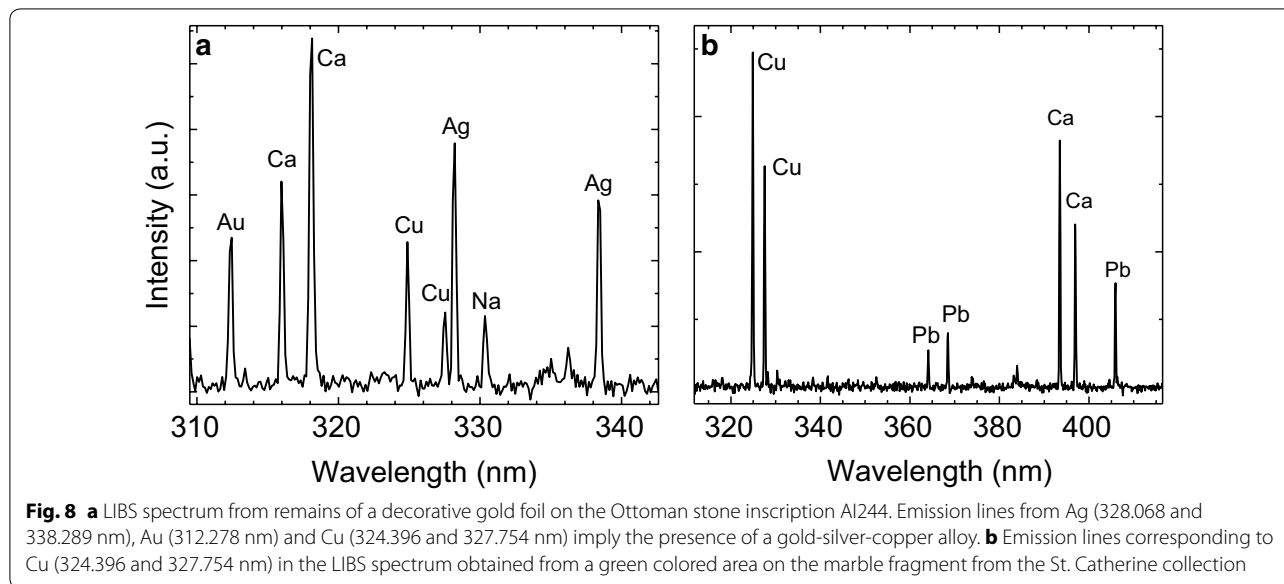 a
Ca
Ag
Ca
Ag
Au
Cu
Cu
Na
Intensity (a.u.)
310 320 330 340
Wavelength (nm)
b
Cu
Ca
Cu
Ca
Pb
Pb
Pb
320 340 360 380 400
Wavelength (nm)
Fig. 8 a LIBS spectrum from remains of a decorative gold foil on the Ottoman stone inscription AI244. Emission lines from Ag (328.068 and
338.289 nm), Au (312.278 nm) and Cu (324.396 and 327.754 nm) imply the presence of a gold-silver-copper alloy. b Emission lines corresponding to
Cu (324.396 and 327.754 nm) in the LIBS spectrum obtained from a green colored area on the marble fragment from the St. Catherine collection